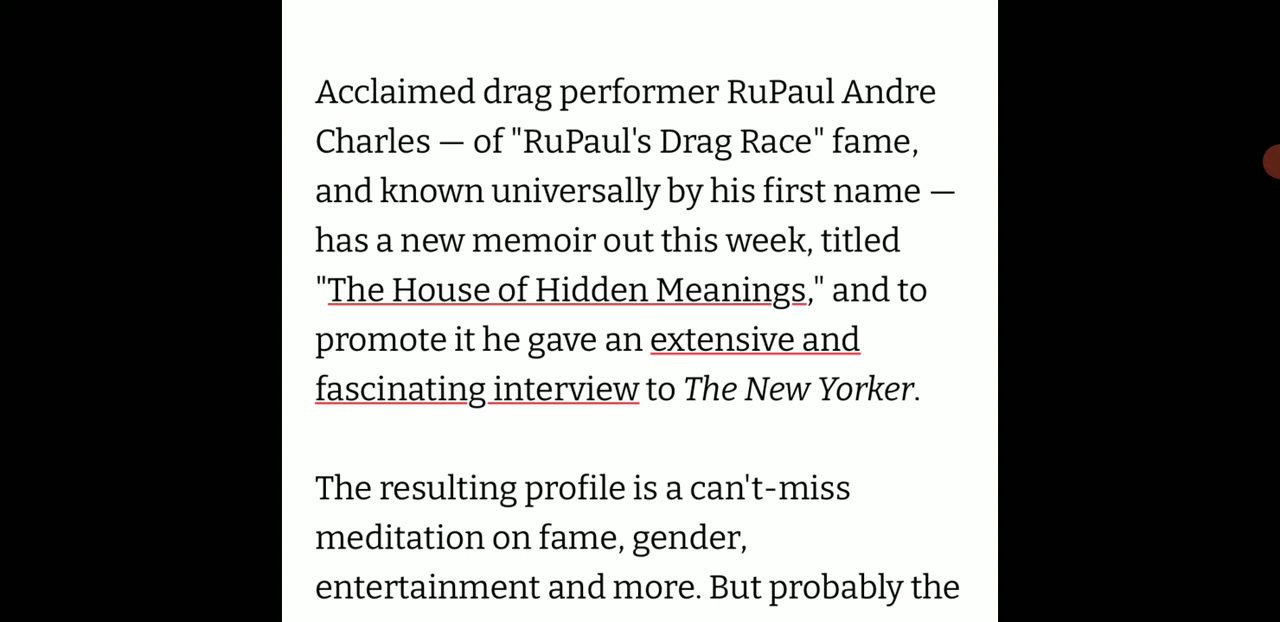 Acclaimed drag performer RuPaul Andre
Charles — of "RuPaul's Drag Race" fame,
and known universally by his first name —
has a new memoir out this week, titled
"The House of Hidden Meanings," and to
promote it he gave an extensive and
fascinating interview to The New Yorker.
The resulting profile is a can't-miss
meditation on fame, gender,
entertainment and more. But probably the